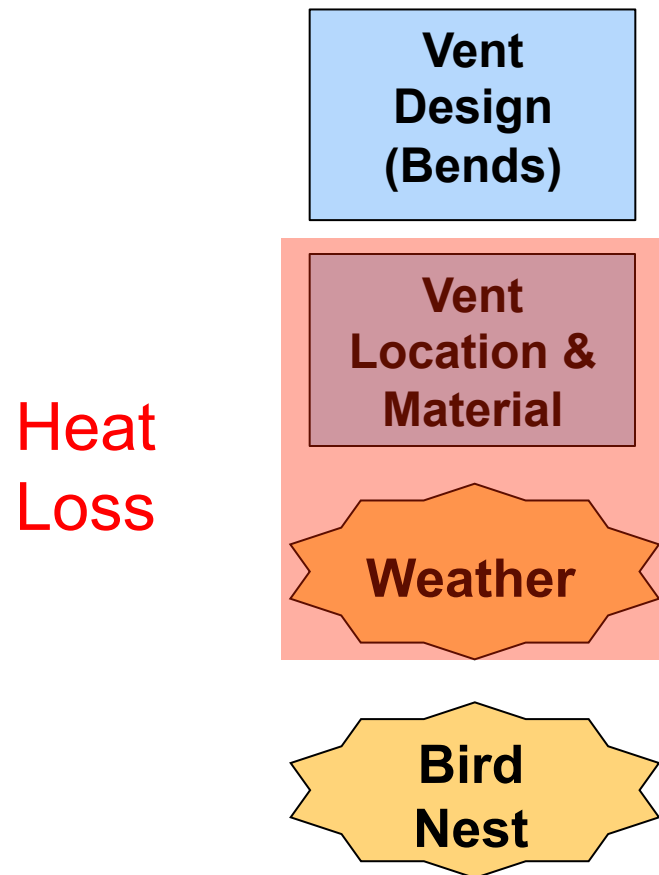 Vent
Design
(Bends)
Vent
Location &
Material
Heat
Loss
Weather
Bird
Nest